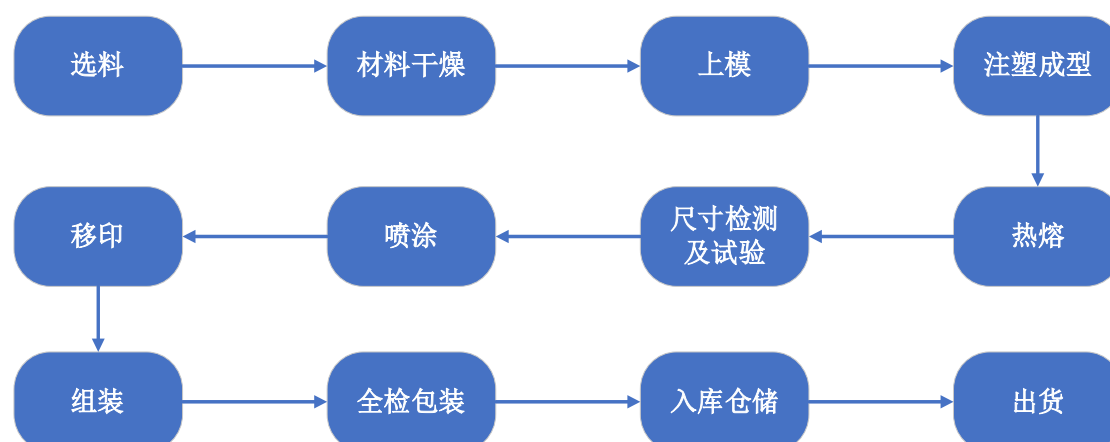 选料
材料干燥
上模
注塑成型
移印
喷涂
尺寸检测
及试验
热熔
组装
全检包装
入库仓储
出货